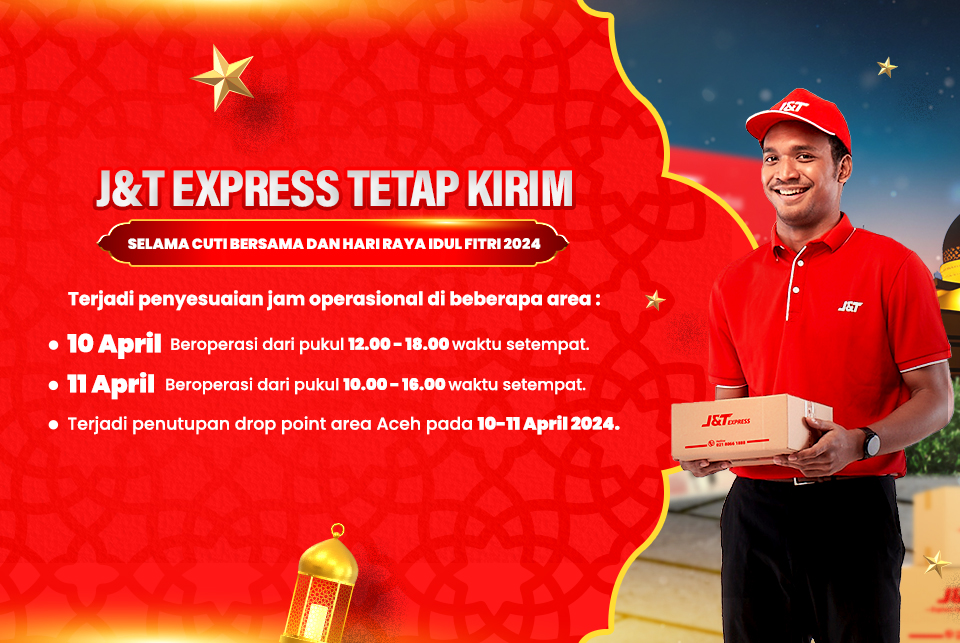 J&T EXPRESS TETAP KIRIM
SELAMA CUTI BERSAMA DAN HARI RAYA IDUL FITRI 2024
Terjadi penyesuaian jam operasional di beberapa area :
• 10 April Beroperasi dari pukul 12.00 - 18.00 waktu setempat.
• 11 April Beroperasi dari pukul 10.00 - 16.00 waktu setempat.
• Terjadi penutupan drop point area Aceh pada 10-11 April 2024.
J&T
J&T
J&T EXPRESS
J&T